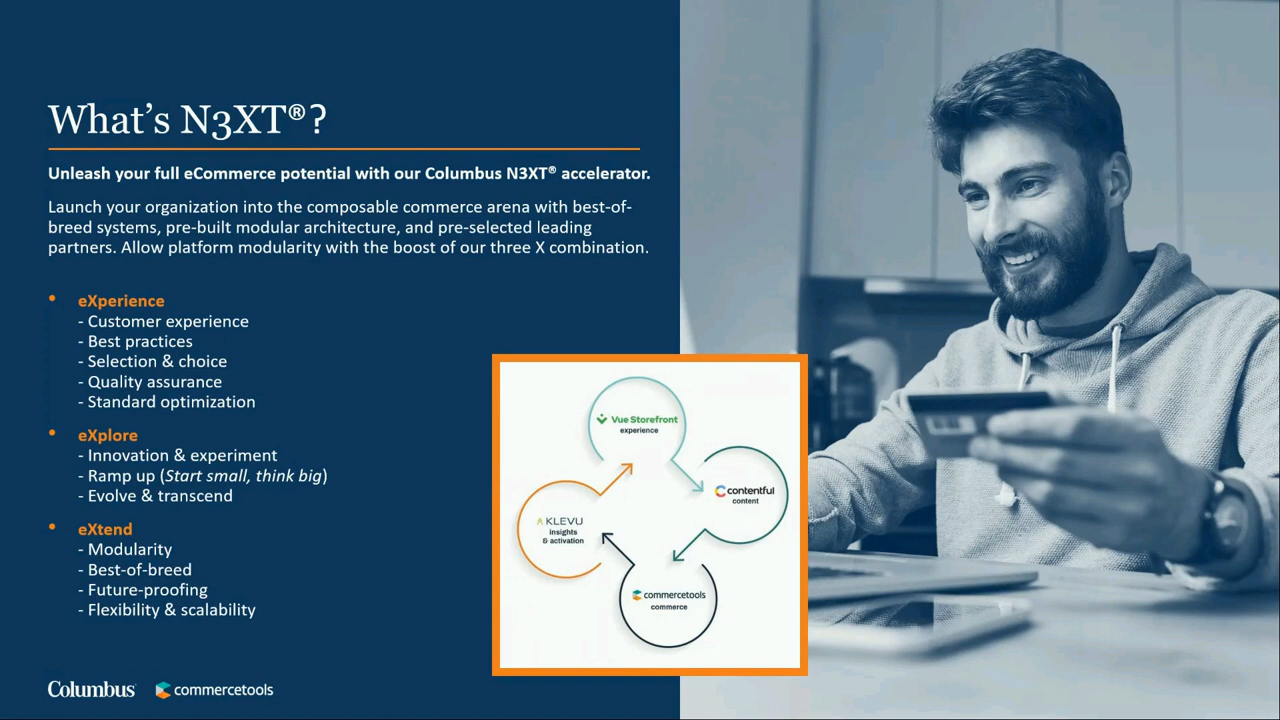 What's N3XT®?
Unleash your full eCommerce potential with our Columbus N3XT® accelerator.
Launch your organization into the composable commerce arena with best-of-
breed systems, pre-built modular architecture, and pre-selected leading
partners. Allow platform modularity with the boost of our three X combination.
• eXperience
- Customer experience
- Best practices
- Selection & choice
- Quality assurance
- Standard optimization
• eXplore
- Innovation & experiment
- Ramp up (Start small, think big)
- Evolve & transcend
• eXtend
- Modularity
- Best-of-breed
- Future-proofing
- Flexibility & scalability
Vue Storefront
experience
contentful
content
KLEVU
insights
& activation
commercetools
commerce
Columbus
commercetools